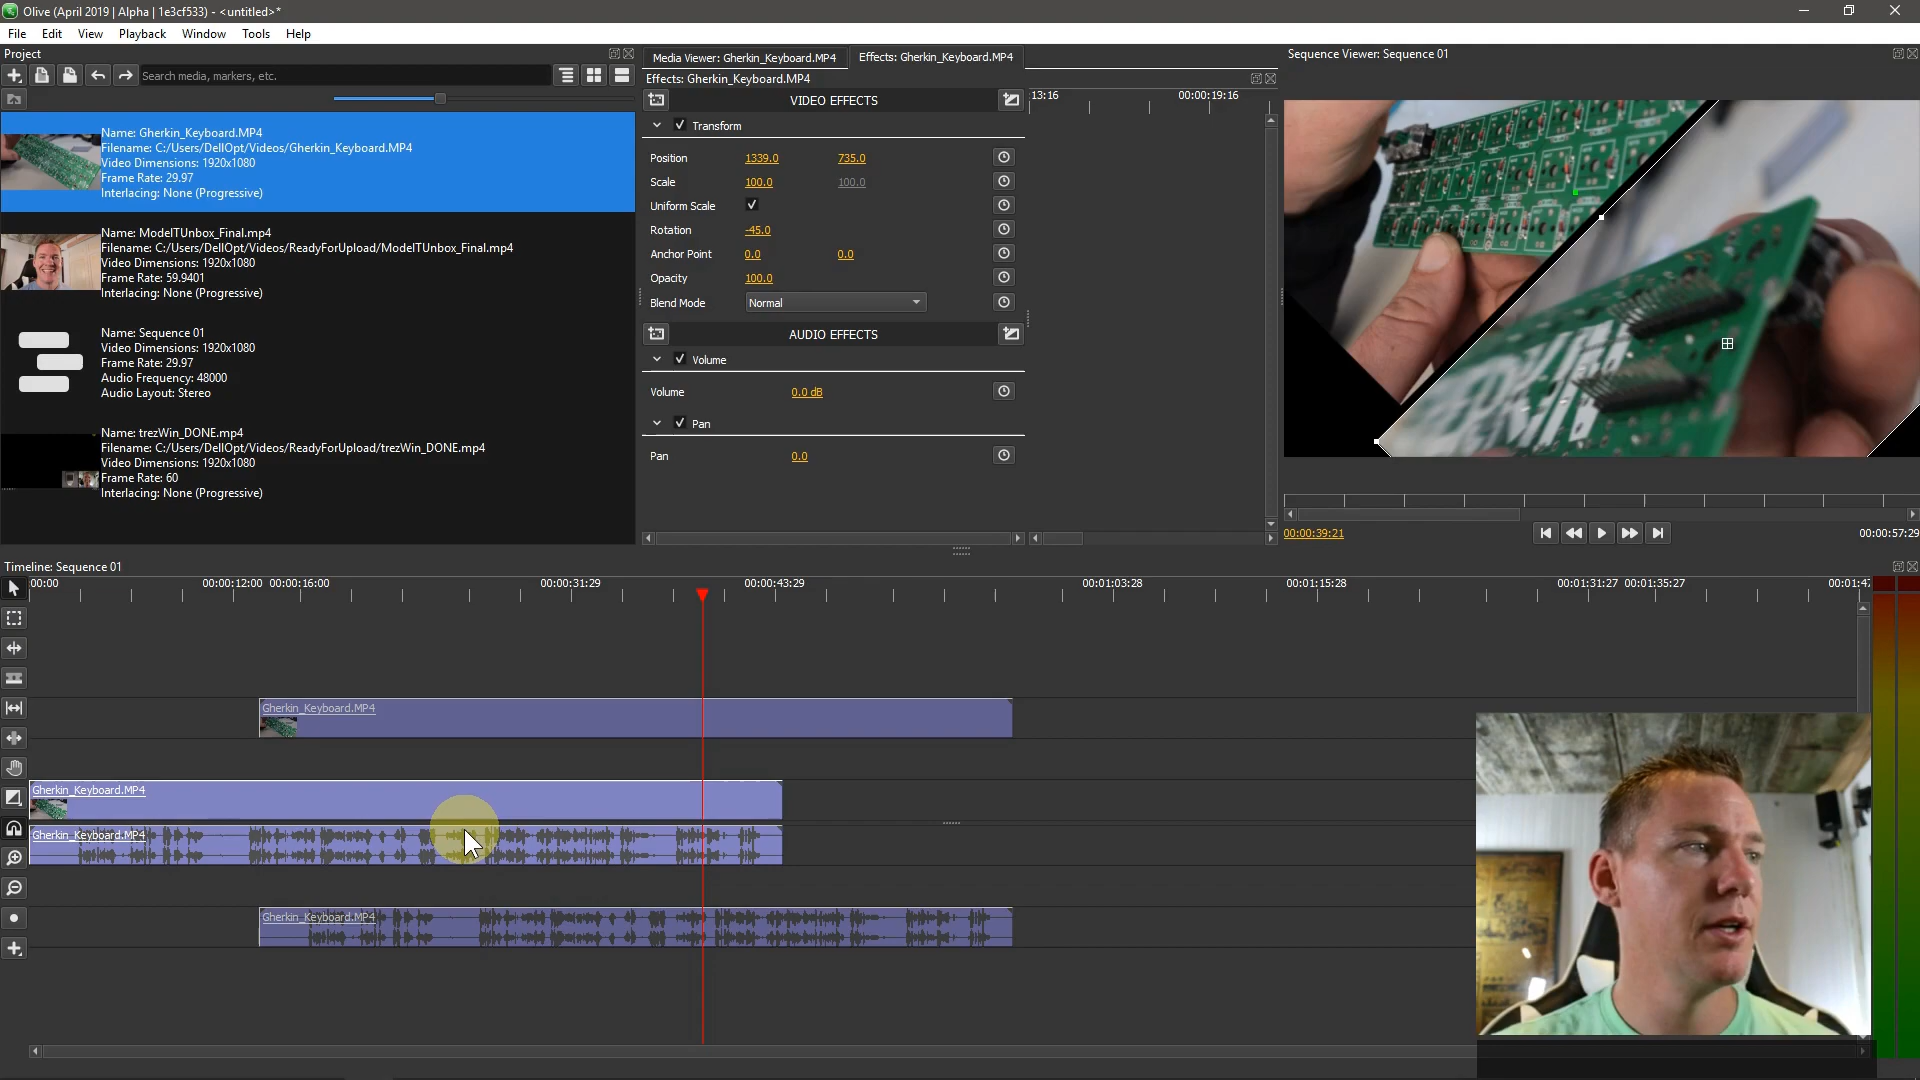 Olive (April 2019 | Alpha | 1e3cf533) - <untitled>*
File Edit View Playback Window Tools Help
Project
Search media, markers, etc.
Name: Gherkin_Keyboard.MP4
Filename: C:/Users/DellOpt/Videos/Gherkin_Keyboard.MP4
Video Dimensions: 1920x1080
Frame Rate: 29.97
Interlacing: None (Progressive)
Name: ModelTUnbox_Final.mp4
Filename: C:/Users/DellOpt/Videos/ReadyForUpload/ModelTUnbox_Final.mp4
Video Dimensions: 1920x1080
Frame Rate: 59.9401
Interlacing: None (Progressive)
Name: Sequence 01
Video Dimensions: 1920x1080
Frame Rate: 29.97
Audio Frequency: 48000
Audio Layout: Stereo
Name: trezWin_DONE.mp4
Filename: C:/Users/DellOpt/Videos/ReadyForUpload/trezWin_DONE.mp4
Video Dimensions: 1920x1080
Frame Rate: 60
Interlacing: None (Progressive)
Media Viewer: Gherkin_Keyboard.MP4 Effects: Gherkin_Keyboard.MP4
Effects: Gherkin_Keyboard.MP4
VIDEO EFFECTS
Transform
Position 1339.0 735.0
Scale 100.0 100.0
Uniform Scale
Rotation -45.0
Anchor Point 0.0 0.0
Opacity 100.0
Blend Mode Normal
AUDIO EFFECTS
Volume
Volume 0.0 dB
Pan
Pan 0.0
13:16 00:00:19:16
Sequence Viewer: Sequence 01
00:00:39:21 00:00:57:29
Timeline: Sequence 01
00:00 00:00:12:00 00:00:16:00 00:00:31:29 00:00:43:29 00:01:03:28 00:01:15:28 00:01:31:27 00:01:35:27 00:01:47
Gherkin_Keyboard.MP4
Gherkin_Keyboard.MP4
Gherkin_Keyboard.MP4
Gherkin_Keyboard.MP4